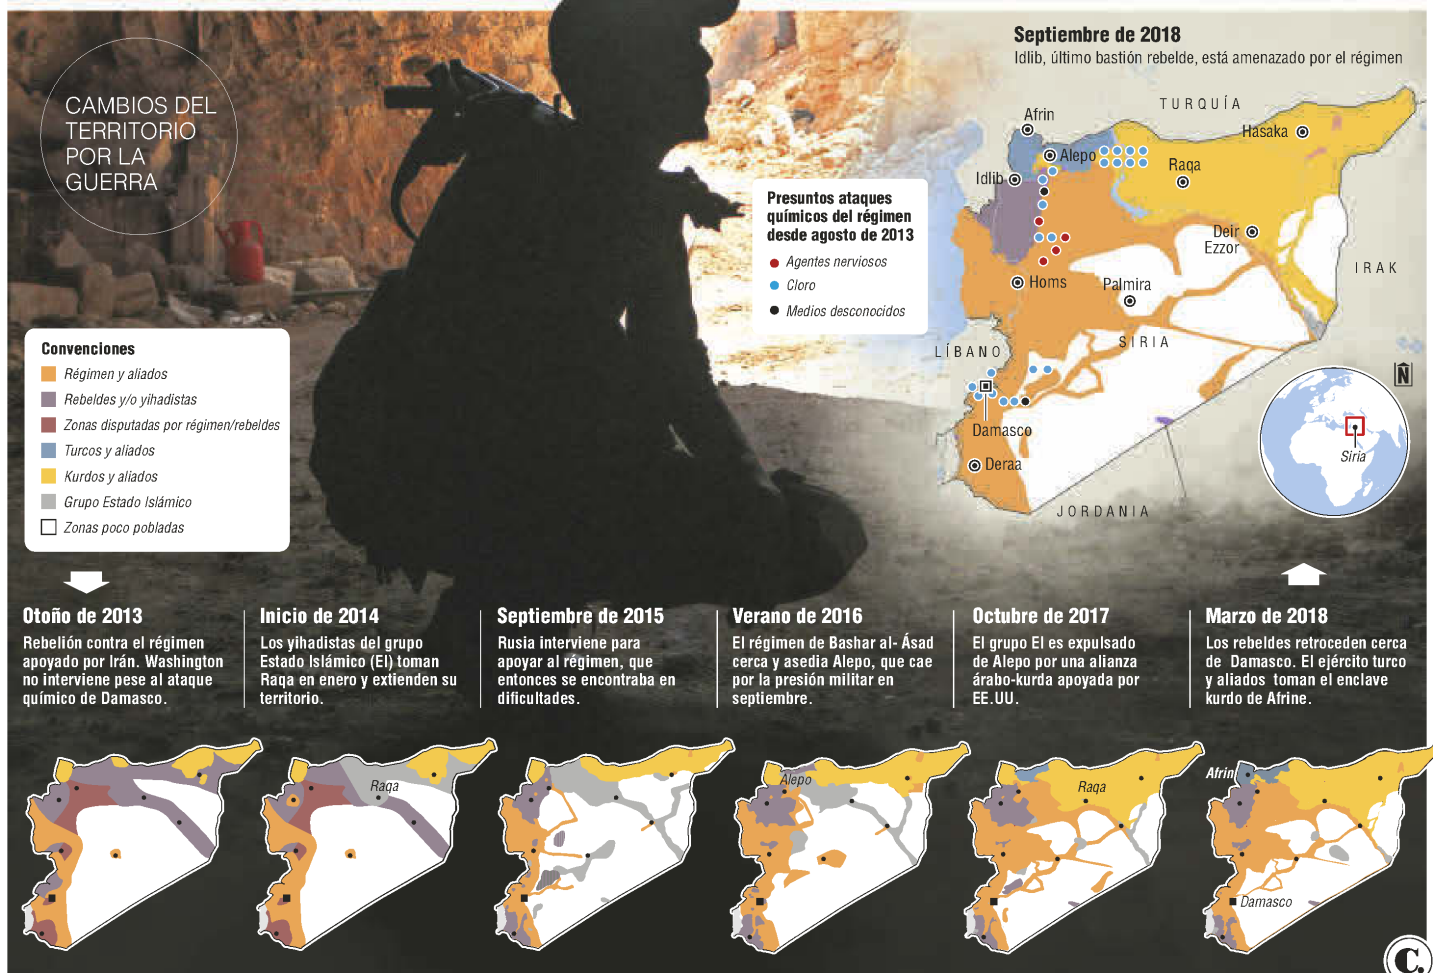 CAMBIOS DEL
TERRITORIO
POR LA
GUERRA
Septiembre de 2018
Idlib, último bastión rebelde, está amenazado por el régimen
TURQUÍA
Afrin
Alepo
Hasaka
Idlib
Raqa
Deir
Ezzor
IRAK
Homs
Palmira
SIRIA
LÍBANO
Damasco
Deraa
JORDANIA
N
Siria
Presuntos ataques
químicos del régimen
desde agosto de 2013
Agentes nerviosos
Cloro
Medios desconocidos
Convenciones
Régimen y aliados
Rebeldes y/o yihadistas
Zonas disputadas por régimen/rebeldes
Turcos y aliados
Kurdos y aliados
Grupo Estado Islámico
Zonas poco pobladas
Otoño de 2013
Rebelión contra el régimen
apoyado por Irán. Washington
no interviene pese al ataque
químico de Damasco.
Inicio de 2014
Los yihadistas del grupo
Estado Islámico (EI) toman
Raqa en enero y extienden su
territorio.
Raqa
Septiembre de 2015
Rusia interviene para
apoyar al régimen, que
entonces se encontraba en
dificultades.
Verano de 2016
El régimen de Bashar al- Ásad
cerca y asedia Alepo, que cae
por la presión militar en
septiembre.
Alepo
Octubre de 2017
El grupo EI es expulsado
de Alepo por una alianza
árabo-kurda apoyada por
EE.UU.
Raqa
Marzo de 2018
Los rebeldes retroceden cerca
de  Damasco. El ejército turco
y aliados  toman el enclave
kurdo de Afrine.
Afrin
Damasco
C.